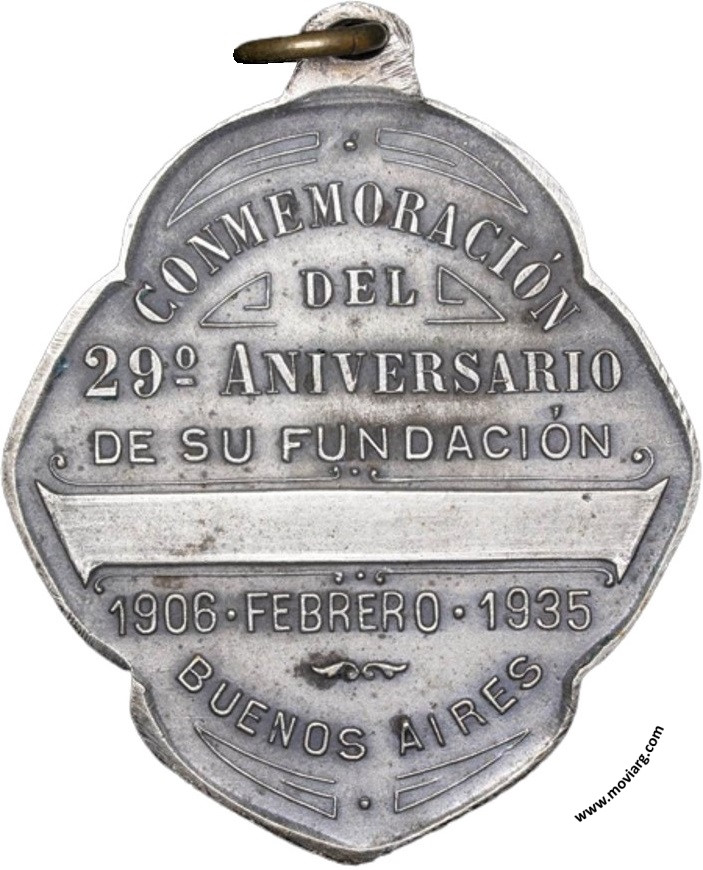 CONMEMORACIÓN
DEL
29º ANIVERSARIO
DE SU FUNDACIÓN
1906 · FEBRERO · 1935
BUENOS AIRES
www.moviarg.com